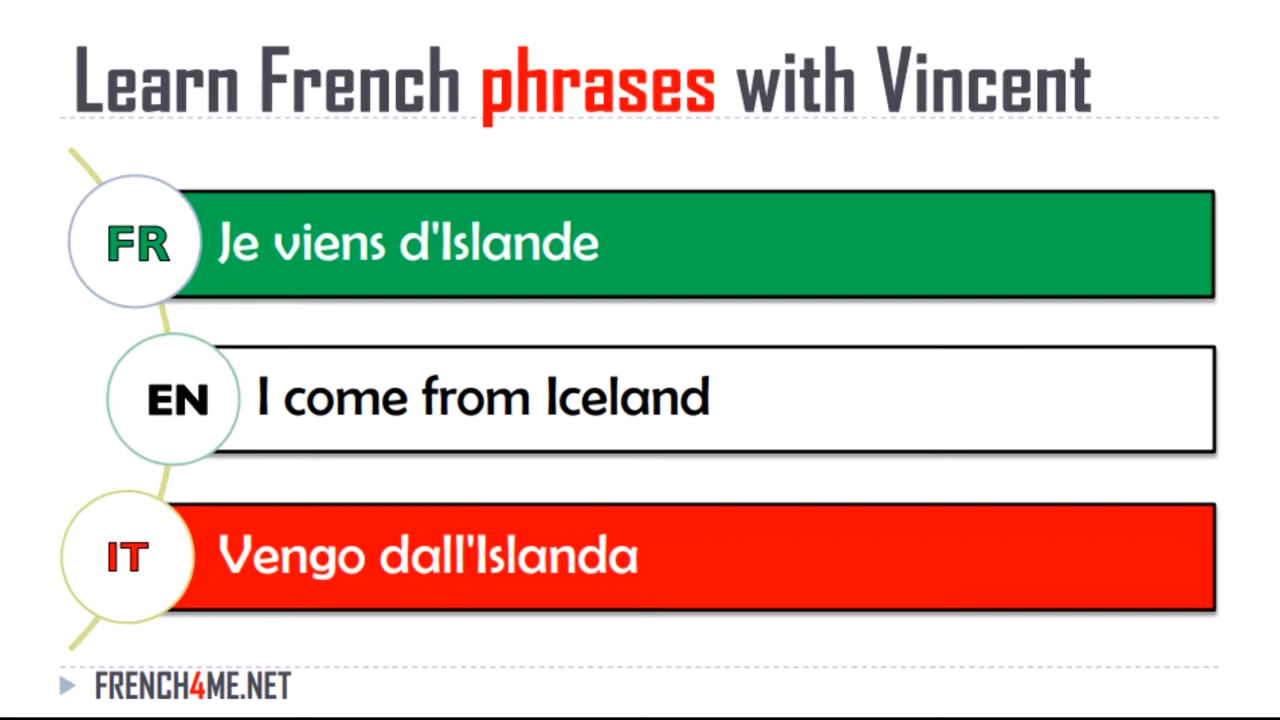 Learn French phrases with Vincent
FR
Je viens d'Islande
EN
I come from Iceland
IT
Vengo dall'Islanda
FRENCH4ME.NET